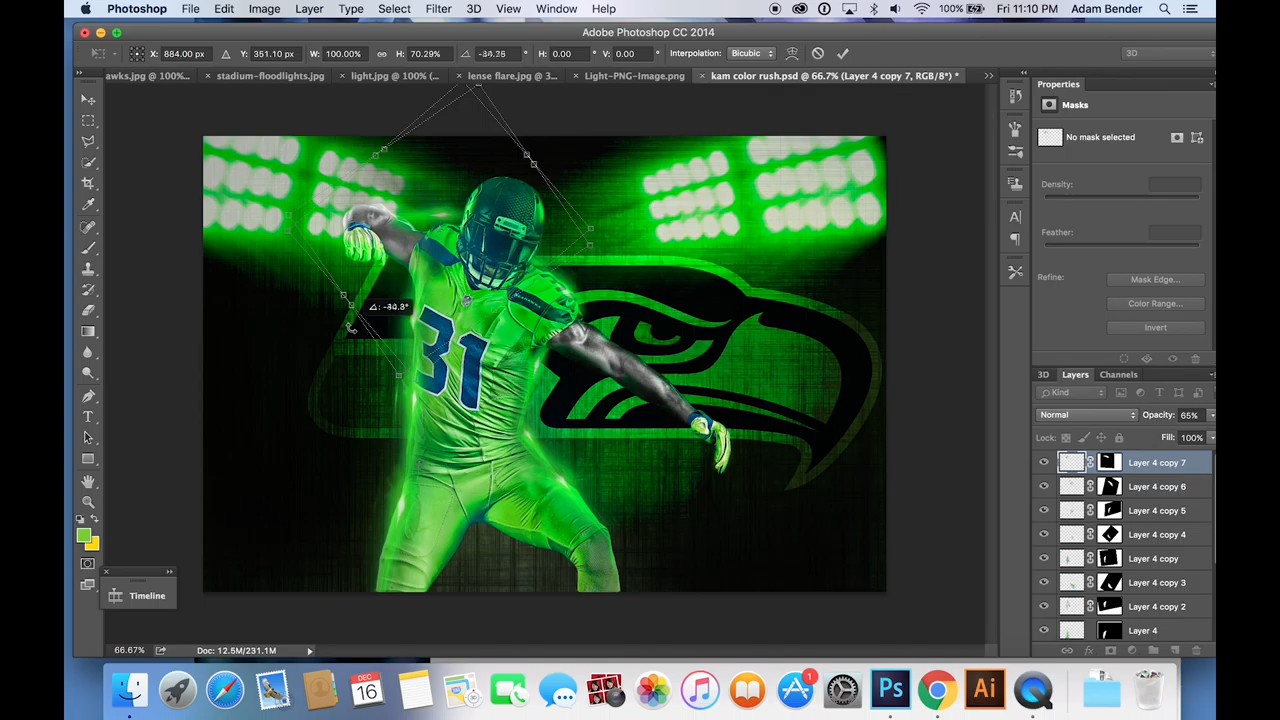 Photoshop File Edit Image Layer Type Select Filter 3D View Window Help 100% Fri 11:10 PM Adam Bender
Adobe Photoshop CC 2014
X: 884.00 px Y: 351.10 px W: 100.00% H: 70.29% H: 0.00 V: 0.00 Interpolation: Bicubic 3D
awks.jpg @ 100%... × stadium-floodlights.jpg × light.jpg @ 100% (... × lense flare.jpg @ 3... × Light-PNG-Image.png × kam color rush.psd @ 66.7% (Layer 4 copy 7, RGB/8*) *
Properties
Masks
No mask selected
Density:
Feather:
Refine: Mask Edge...
Color Range...
Invert
31
3D Layers Channels
Kind
Normal Opacity: 65%
Lock: Fill: 100%
Layer 4 copy 7
Layer 4 copy 6
Layer 4 copy 5
Layer 4 copy 4
Layer 4 copy
Layer 4 copy 3
Layer 4 copy 2
Layer 4
Timeline
66.67% Doc: 12.5M/231.1M
DEC
16
1
Ps
Ai